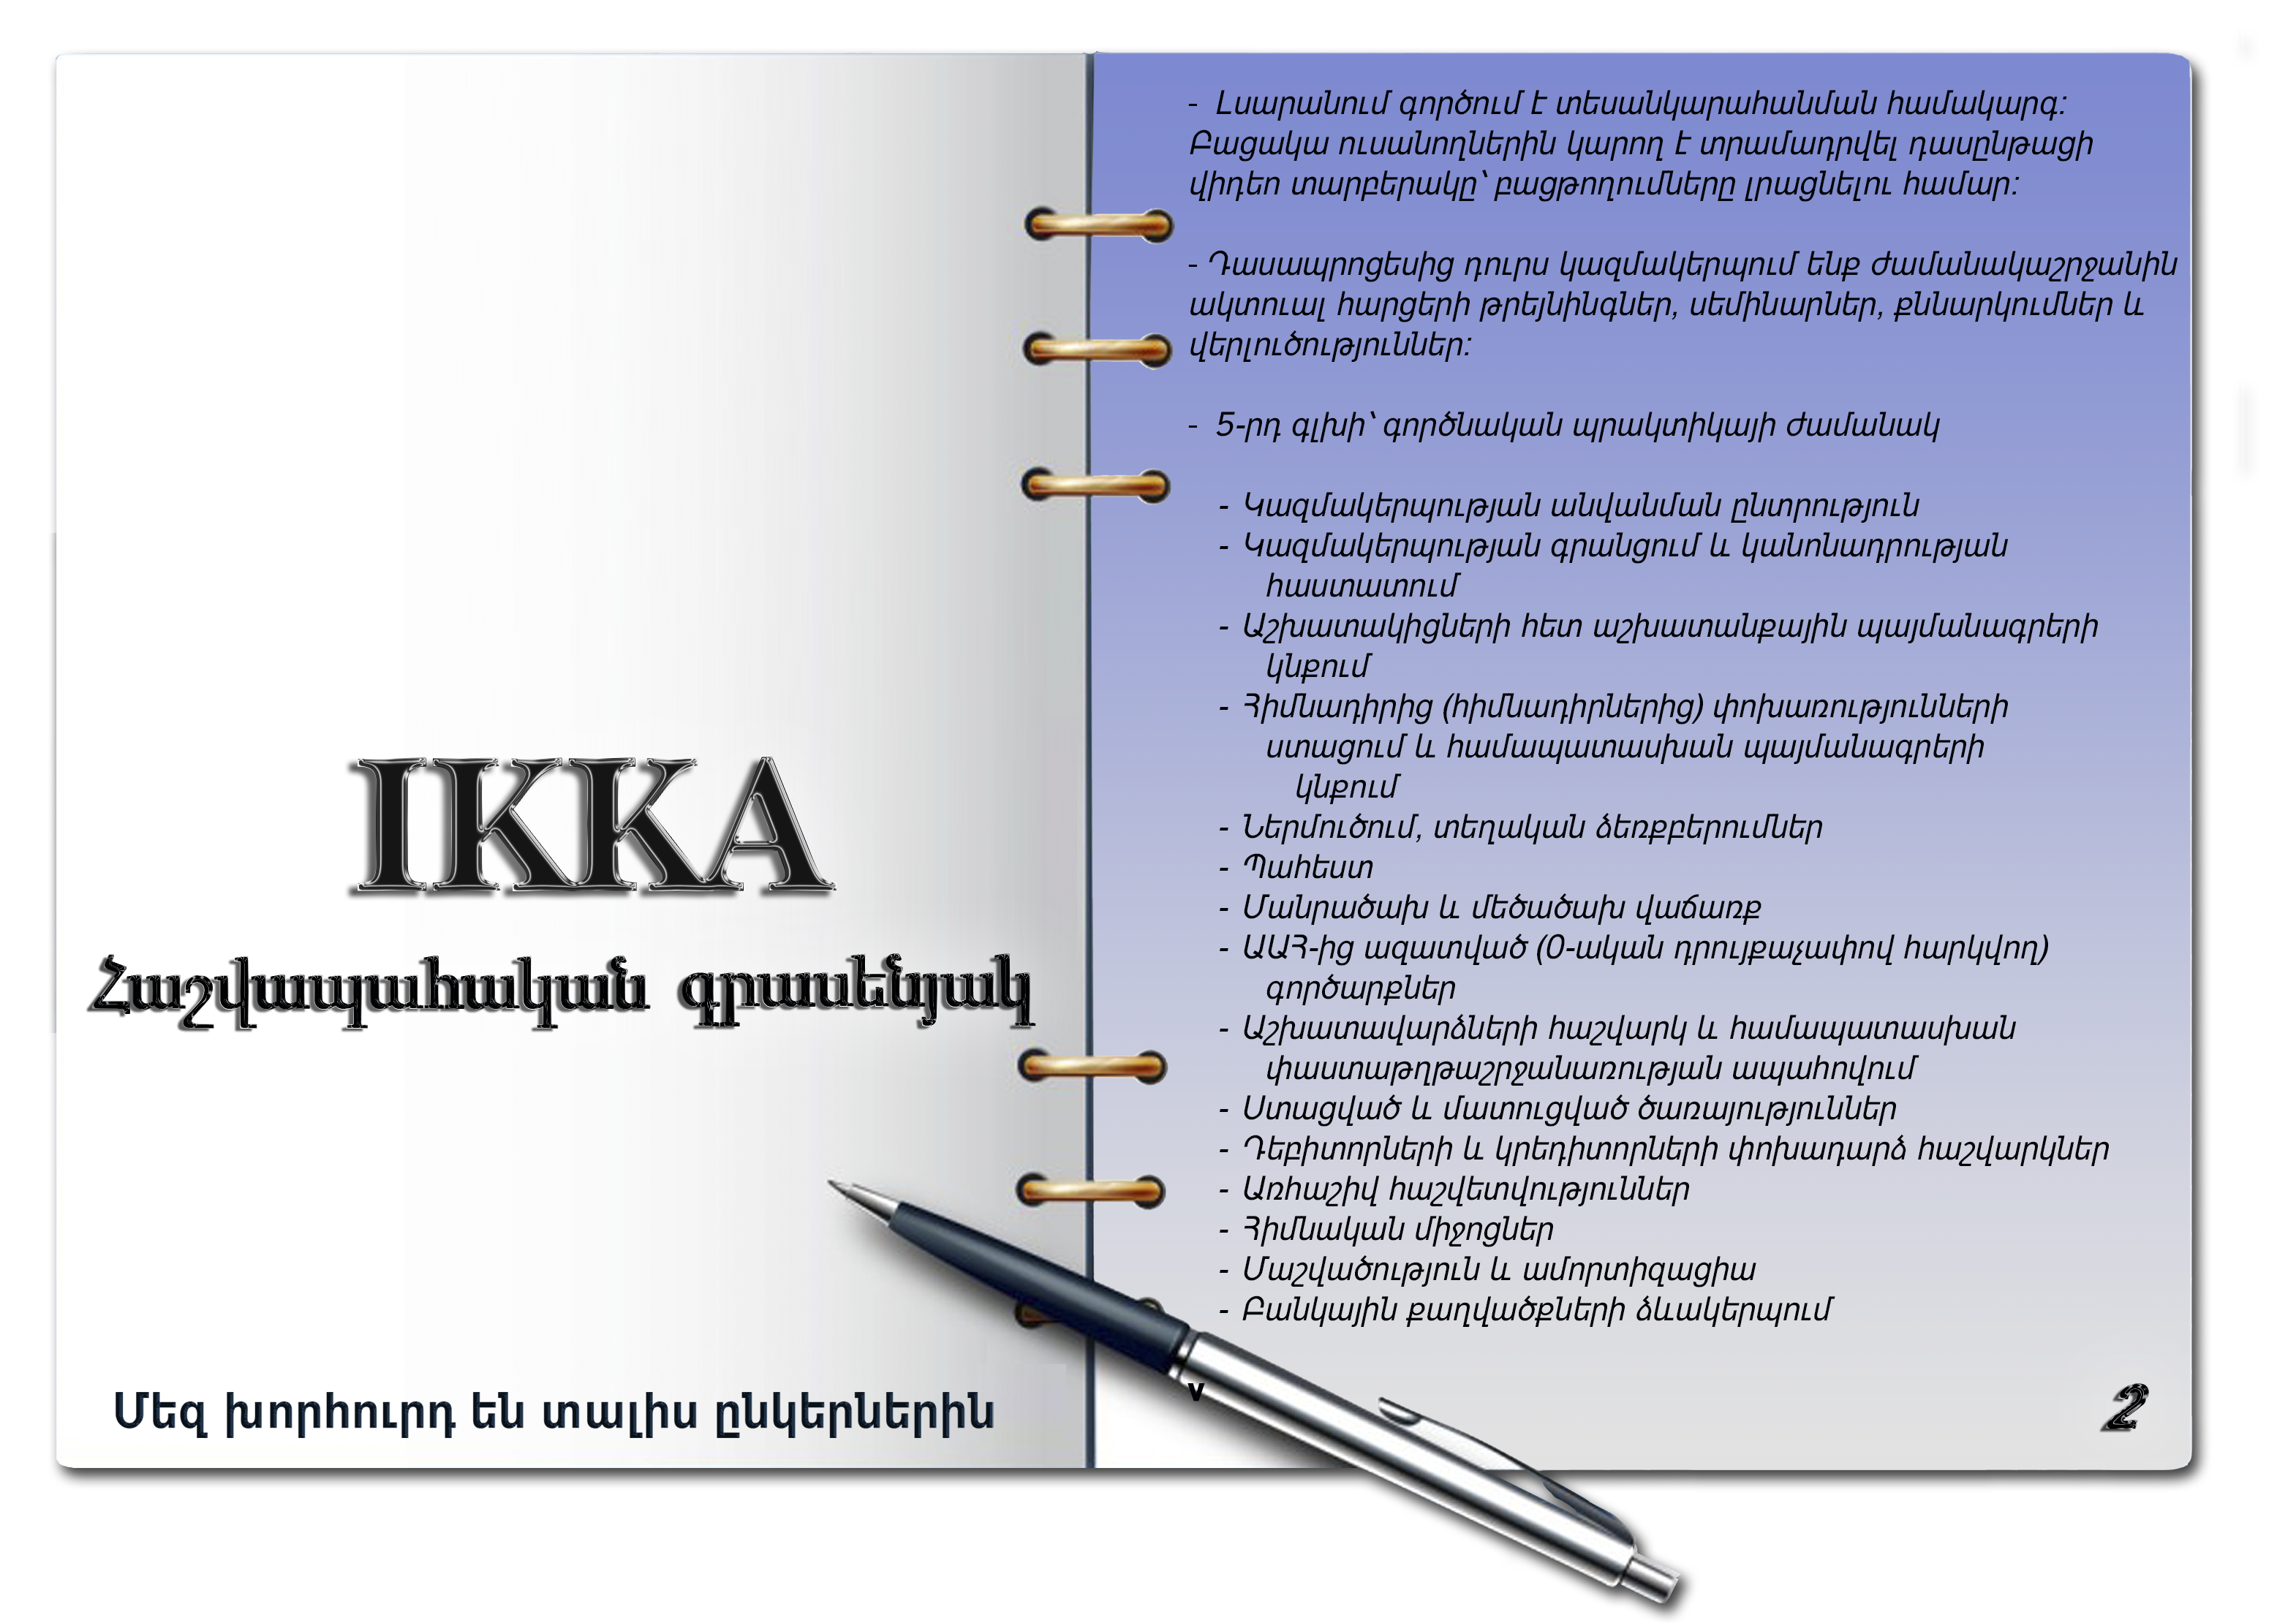 IKKA
Հաշվապահական գրասենյակ
Մեզ խորհուրդ են տալիս ընկերներին
- Լսարանում գործում է տեսանկարահանման համակարգ:
Բացակա ուսանողներին կարող է տրամադրվել դասընթացի
վիդեո տարբերակը՝ բացթողումները լրացնելու համար:
- Դասապրոցեսից դուրս կազմակերպում ենք ժամանակաշրջանին
ակտուալ հարցերի թրեյնինգներ, սեմինարներ, քննարկումներ և
վերլուծություններ:
- 5-րդ գլխի՝ գործնական պրակտիկայի ժամանակ
- Կազմակերպության անվանման ընտրություն
- Կազմակերպության գրանցում և կանոնադրության
հաստատում
- Աշխատակիցների հետ աշխատանքային պայմանագրերի
կնքում
- Հիմնադիրից (հիմնադիրներից) փոխառությունների
ստացում և համապատասխան պայմանագրերի
կնքում
- Ներմուծում, տեղական ձեռքբերումներ
- Պահեստ
- Մանրածախ և մեծածախ վաճառք
- ԱԱՀ-ից ազատված (0-ական դրույքաչափով հարկվող)
գործարքներ
- Աշխատավարձների հաշվարկ և համապատասխան
փաստաթղթաշրջանառության ապահովում
- Ստացված և մատուցված ծառայություններ
- Դեբիտորների և կրեդիտորների փոխադարձ հաշվարկներ
- Առհաշիվ հաշվետվություններ
- Հիմնական միջոցներ
- Մաշվածություն և ամորտիզացիա
- Բանկային քաղվածքների ձևակերպում
v
2